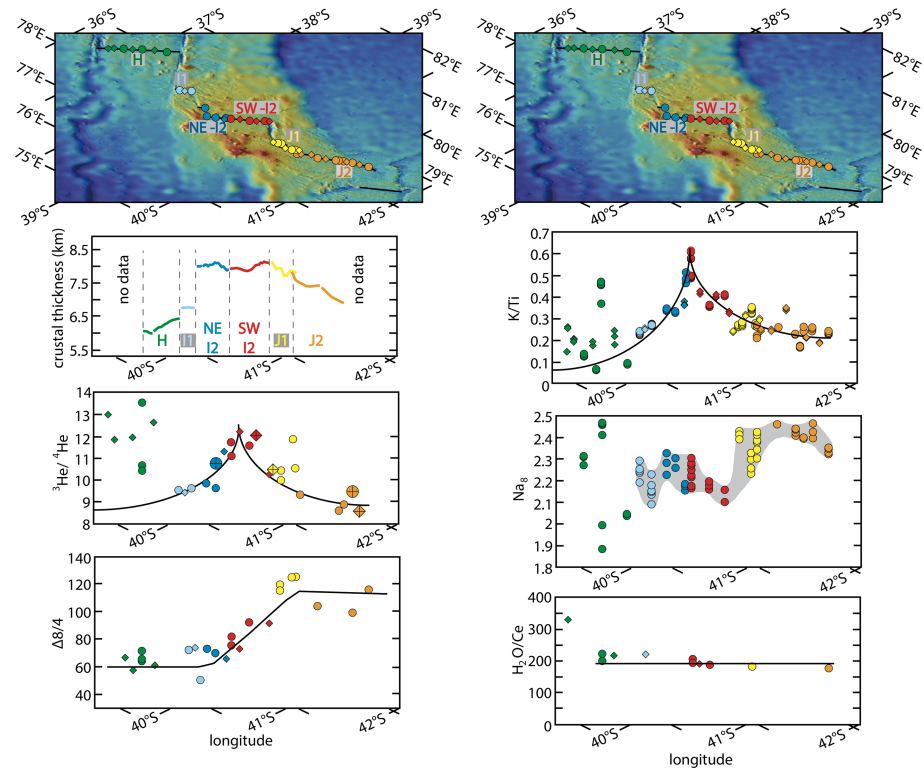 36°S
37°S
38°S
39°S
78°E
77°E
76°E
75°E
82°E
81°E
80°E
79°E
H
I1
NE -I2
SW -I2
J1
J2
39°S
40°S
41°S
42°S
36°S
37°S
38°S
39°S
78°E
77°E
76°E
75°E
82°E
81°E
80°E
79°E
H
I1
NE -I2
SW -I2
J1
J2
39°S
40°S
41°S
42°S
crustal thickness (km)
8.5
7.5
6.5
5.5
no data
H
I1
NE
I2
SW
I2
J1
J2
no data
40°S
41°S
42°S
K/Ti
0.7
0.6
0.5
0.4
0.3
0.2
0.1
0
40°S
41°S
42°S
³He/ ⁴He
14
13
12
11
10
9
8
40°S
41°S
42°S
Na₈
2.5
2.4
2.3
2.2
2.1
2.0
1.9
1.8
40°S
41°S
42°S
Δ8/4
140
120
100
80
60
40
40°S
41°S
42°S
longitude
H₂O/Ce
400
300
200
100
0
40°S
41°S
42°S
longitude